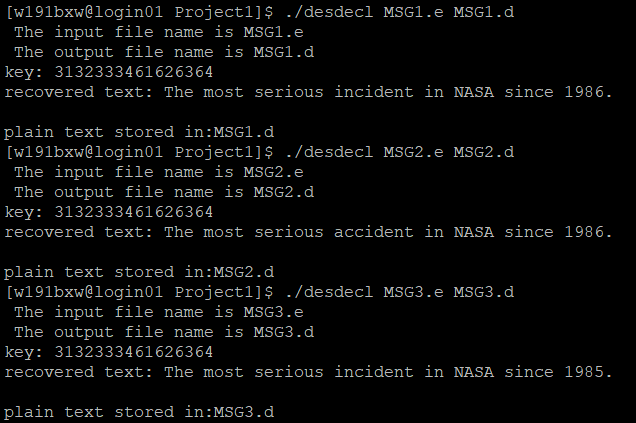 [w191bxw@login01 Project1]$ ./desdecl MSG1.e MSG1.d
The input file name is MSG1.e
The output file name is MSG1.d
key: 3132333461626364
recovered text: The most serious incident in NASA since 1986.
plain text stored in:MSG1.d
[w191bxw@login01 Project1]$ ./desdecl MSG2.e MSG2.d
The input file name is MSG2.e
The output file name is MSG2.d
key: 3132333461626364
recovered text: The most serious accident in NASA since 1986.
plain text stored in:MSG2.d
[w191bxw@login01 Project1]$ ./desdecl MSG3.e MSG3.d
The input file name is MSG3.e
The output file name is MSG3.d
key: 3132333461626364
recovered text: The most serious incident in NASA since 1985.
plain text stored in:MSG3.d